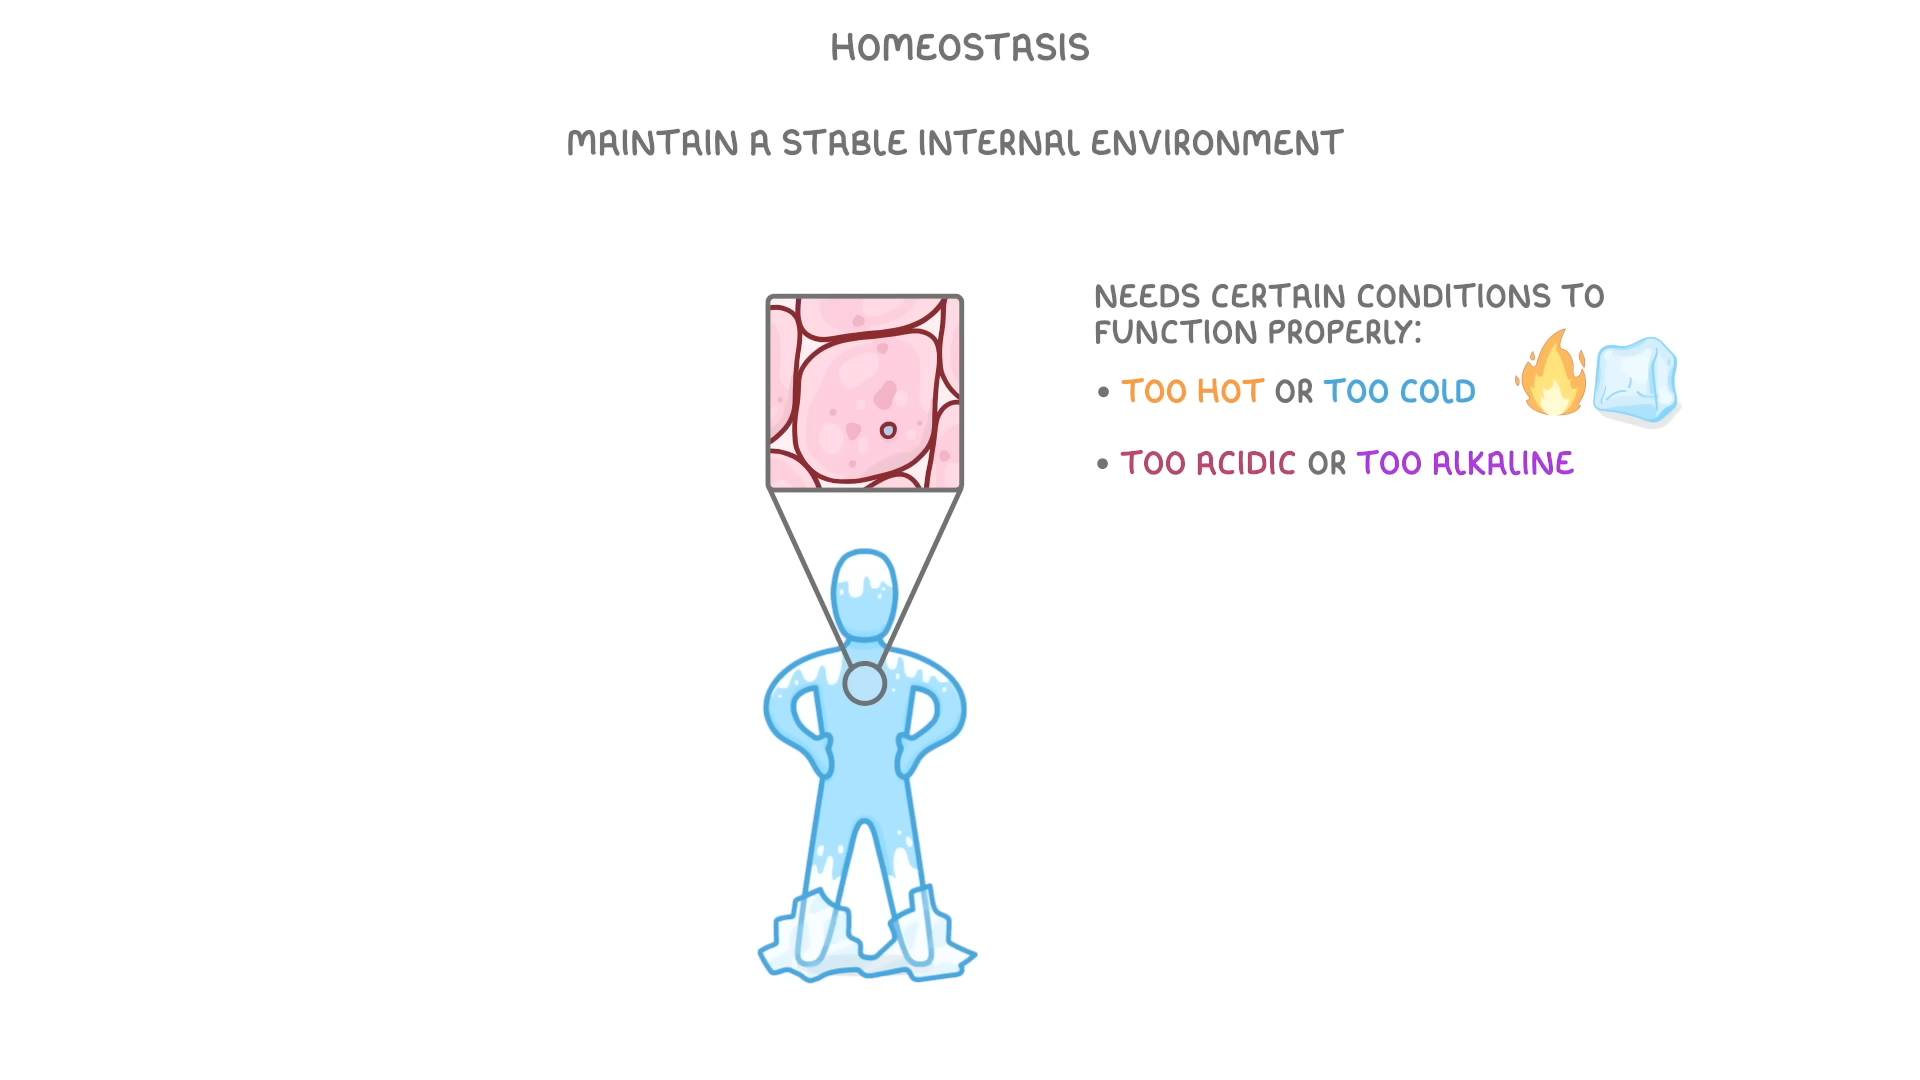 HOMEOSTASIS
MAINTAIN A STABLE INTERNAL ENVIRONMENT
NEEDS CERTAIN CONDITIONS TO
FUNCTION PROPERLY:
• TOO HOT OR TOO COLD
• TOO ACIDIC OR TOO ALKALINE